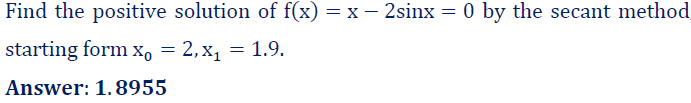 Find the positive solution of f(x) = x − 2sinx = 0 by the secant method,
starting form x₀ = 2, x₁ = 1.9.
Answer: 1.8955